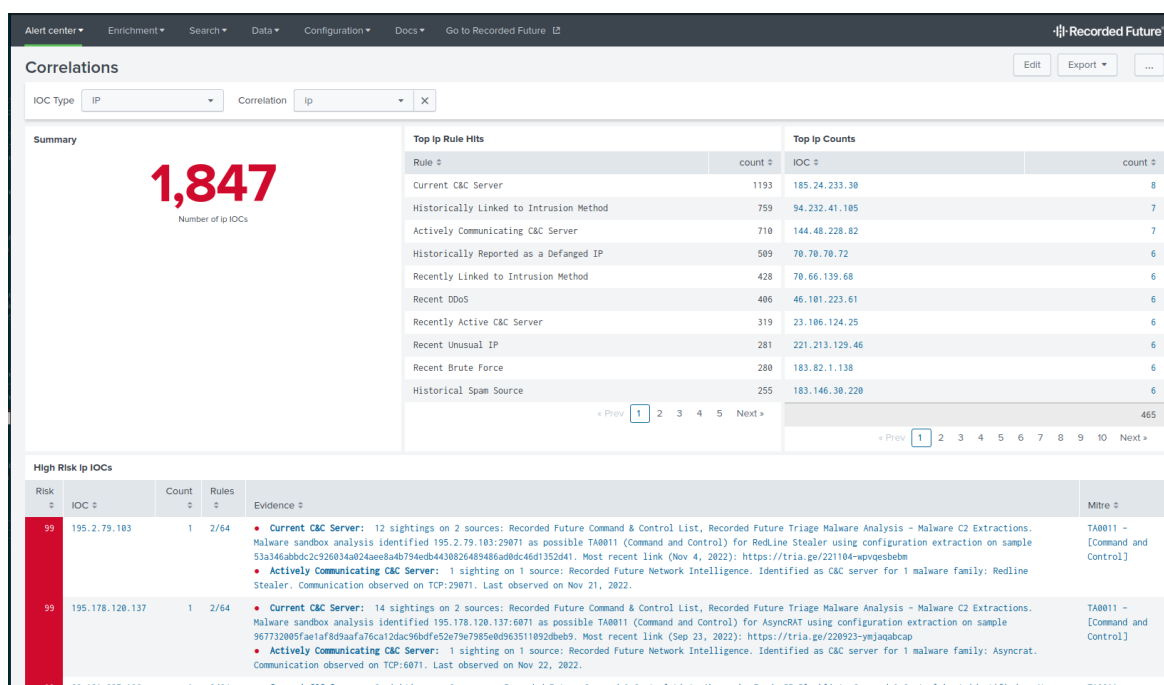 Alert center Enrichment Search Data Configuration Docs Go to Recorded Future Recorded Future
Correlations Edit Export ...
IOC Type IP Correlation Ip
Summary
1,847
Number of ip IOCs
Top Ip Rule Hits
Rule count
Current C&C Server 1193
Historically Linked to Intrusion Method 759
Actively Communicating C&C Server 710
Historically Reported as a Defanged IP 509
Recently Linked to Intrusion Method 428
Recent DDoS 406
Recently Active C&C Server 319
Recent Unusual IP 281
Recent Brute Force 280
Historical Spam Source 255
« Prev 1 2 3 4 5 Next »
Top Ip Counts
IOC count
185.24.233.30 8
94.232.41.105 7
144.48.228.82 7
70.70.70.72 6
70.66.139.68 6
46.101.223.61 6
23.106.124.25 6
221.213.129.46 6
183.82.1.138 6
183.146.30.220 6
465
« Prev 1 2 3 4 5 6 7 8 9 10 Next »
High Risk Ip IOCs
Risk IOC Count Rules Evidence Mitre
99 195.2.79.103 1 2/64
● Current C&C Server: 12 sightings on 2 sources: Recorded Future Command & Control List, Recorded Future Triage Malware Analysis - Malware C2 Extractions.
Malware sandbox analysis identified 195.2.79.103:29071 as possible TA0011 (Command and Control) for RedLine Stealer using configuration extraction on sample
53a346abbdc2c926034a024aee8a4b794edb4430826489486ad0dc46d1352d41. Most recent link (Nov 4, 2022): https://tria.ge/221104-wpvqesbebm
● Actively Communicating C&C Server: 1 sighting on 1 source: Recorded Future Network Intelligence. Identified as C&C server for 1 malware family: Redline
Stealer. Communication observed on TCP:29071. Last observed on Nov 21, 2022.
TA0011 -
[Command and
Control]
99 195.178.120.137 1 2/64
● Current C&C Server: 14 sightings on 2 sources: Recorded Future Command & Control List, Recorded Future Triage Malware Analysis - Malware C2 Extractions.
Malware sandbox analysis identified 195.178.120.137:6071 as possible TA0011 (Command and Control) for AsyncRAT using configuration extraction on sample
967732005fae1af8d9aafa76ca12dac96bdfe52e79e7985e0d963511092dbeb9. Most recent link (Sep 23, 2022): https://tria.ge/220923-ymjaqabcap
● Actively Communicating C&C Server: 1 sighting on 1 source: Recorded Future Network Intelligence. Identified as C&C server for 1 malware family: Asyncrat.
Communication observed on TCP:6071. Last observed on Nov 22, 2022.
TA0011 -
[Command and
Control]